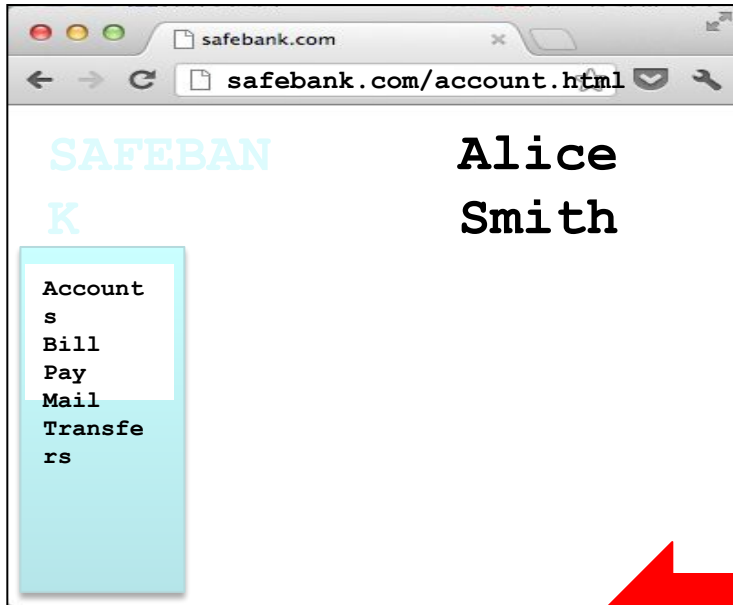 safebank.com
safebank.com/account.html
SAFEBAN
K
Alice
Smith
Account
s
Bill
Pay
Mail
Transfe
rs